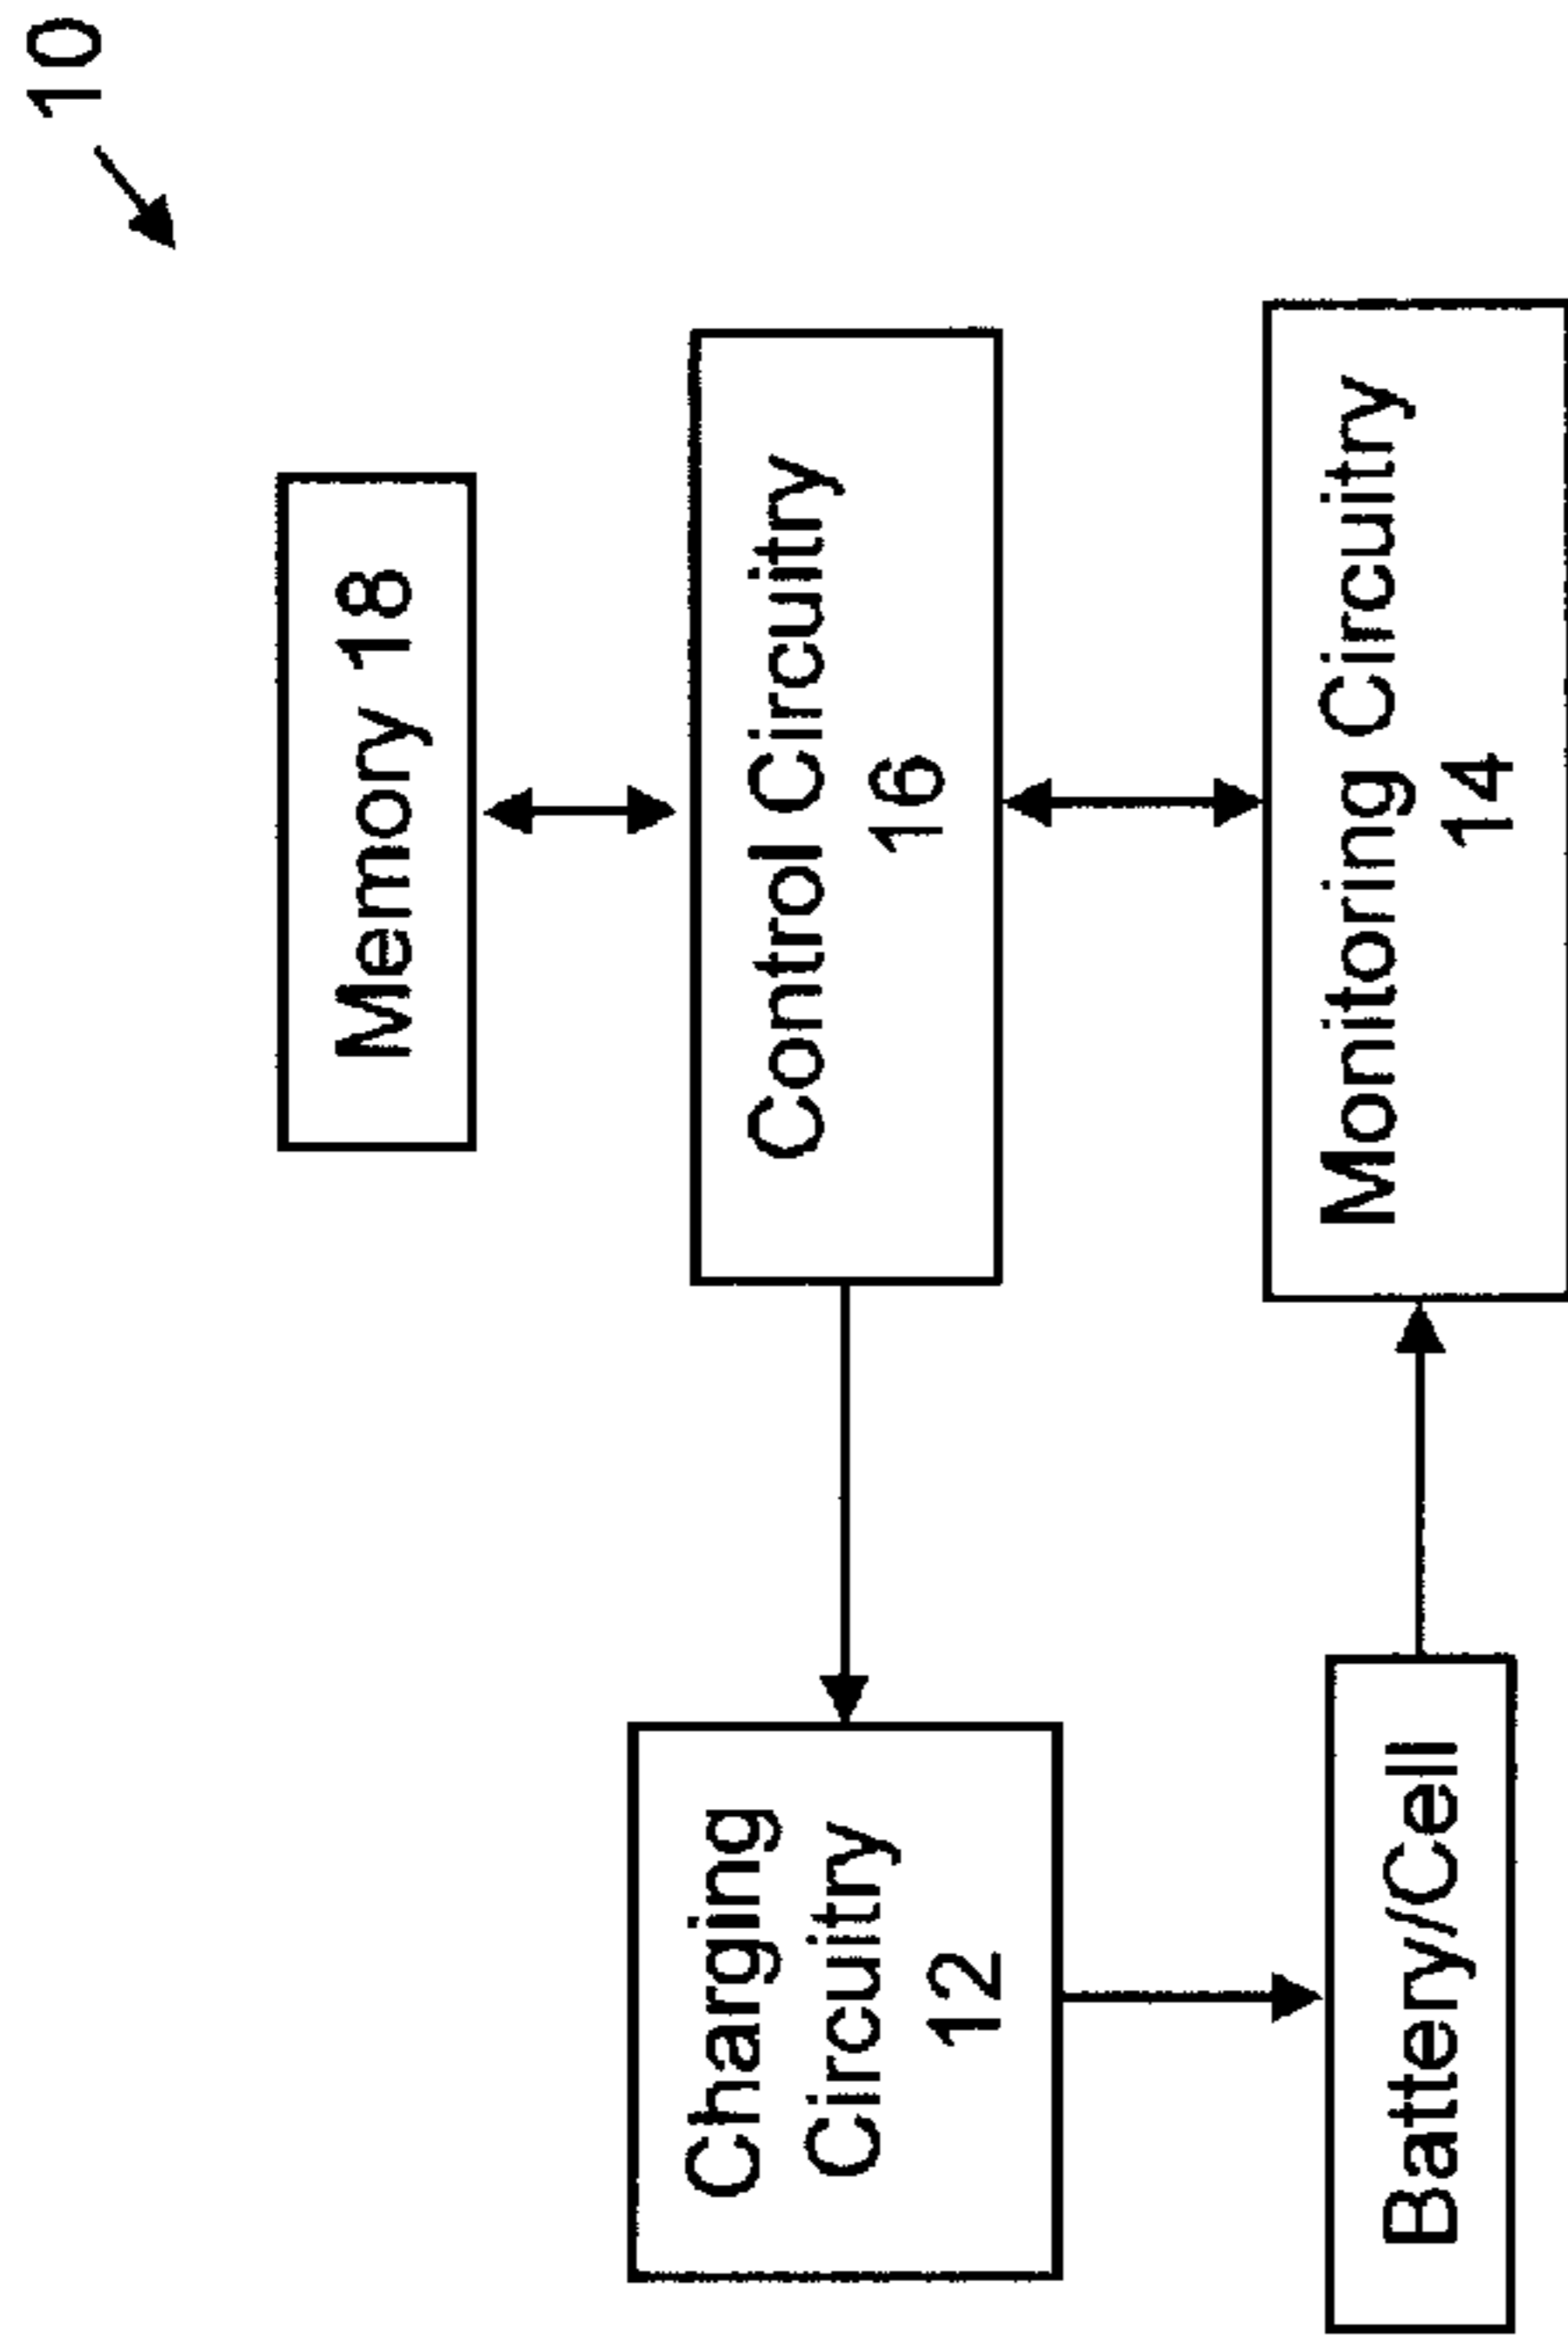 10
Memory 18
Control Circuitry
16
Charging
Circuitry
12
Monitoring Circuitry
14
Battery/Cell